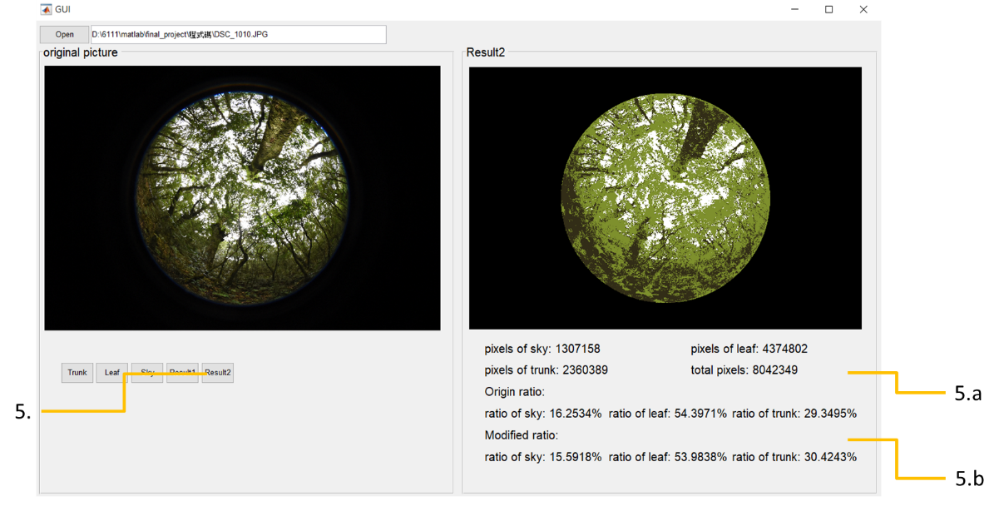 GUI
Open D:\6111\matlab\final_project\程式碼\DSC_1010.JPG
original picture
Result2
pixels of sky: 1307158 pixels of leaf: 4374802
pixels of trunk: 2360389 total pixels: 8042349
Origin ratio:
ratio of sky: 16.2534% ratio of leaf: 54.3971% ratio of trunk: 29.3495%
Modified ratio:
ratio of sky: 15.5918% ratio of leaf: 53.9838% ratio of trunk: 30.4243%
Trunk Leaf Sky Result1 Result2
5.
5.a
5.b